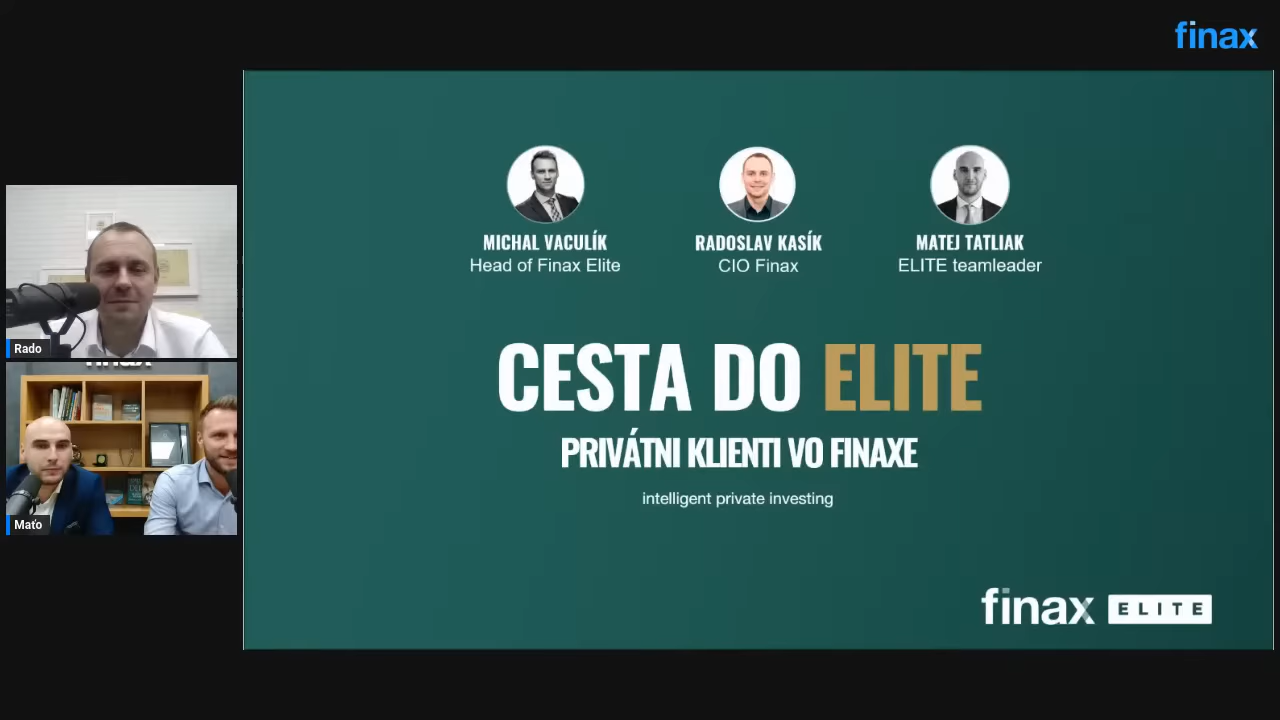 finax
MICHAL VACULÍK
Head of Finax Elite
RADOSLAV KASÍK
CIO Finax
MATEJ TATLIAK
ELITE teamleader
CESTA DO ELITE
PRIVÁTNI KLIENTI VO FINAXE
intelligent private investing
Rado
finax
Maťo
finax ELITE